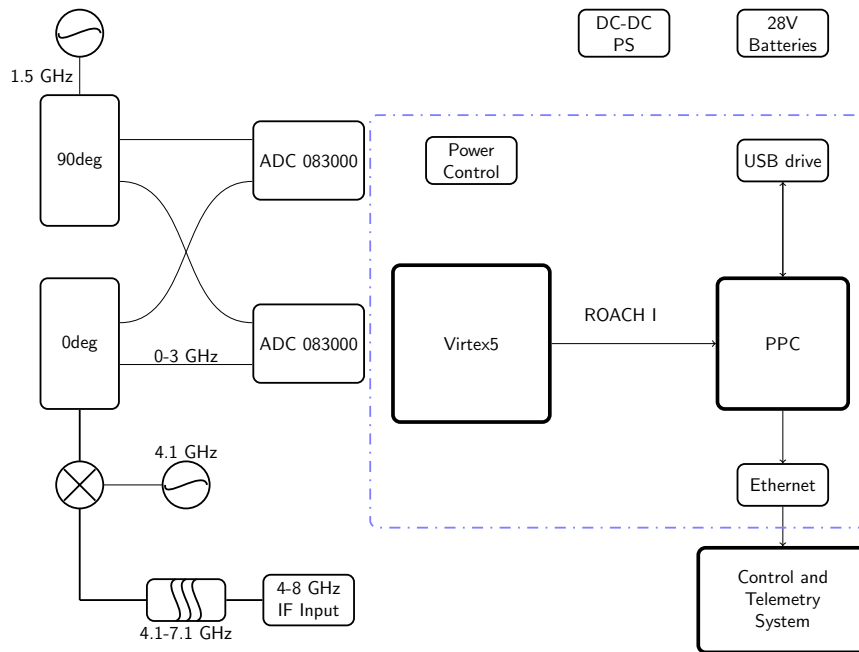 DC-DC
PS
28V
Batteries
1.5 GHz
90deg
ADC 083000
Power
Control
USB drive
0deg
0-3 GHz
ADC 083000
Virtex5
ROACH I
PPC
4.1 GHz
Ethernet
4-8 GHz
IF Input
4.1-7.1 GHz
Control and
Telemetry
System